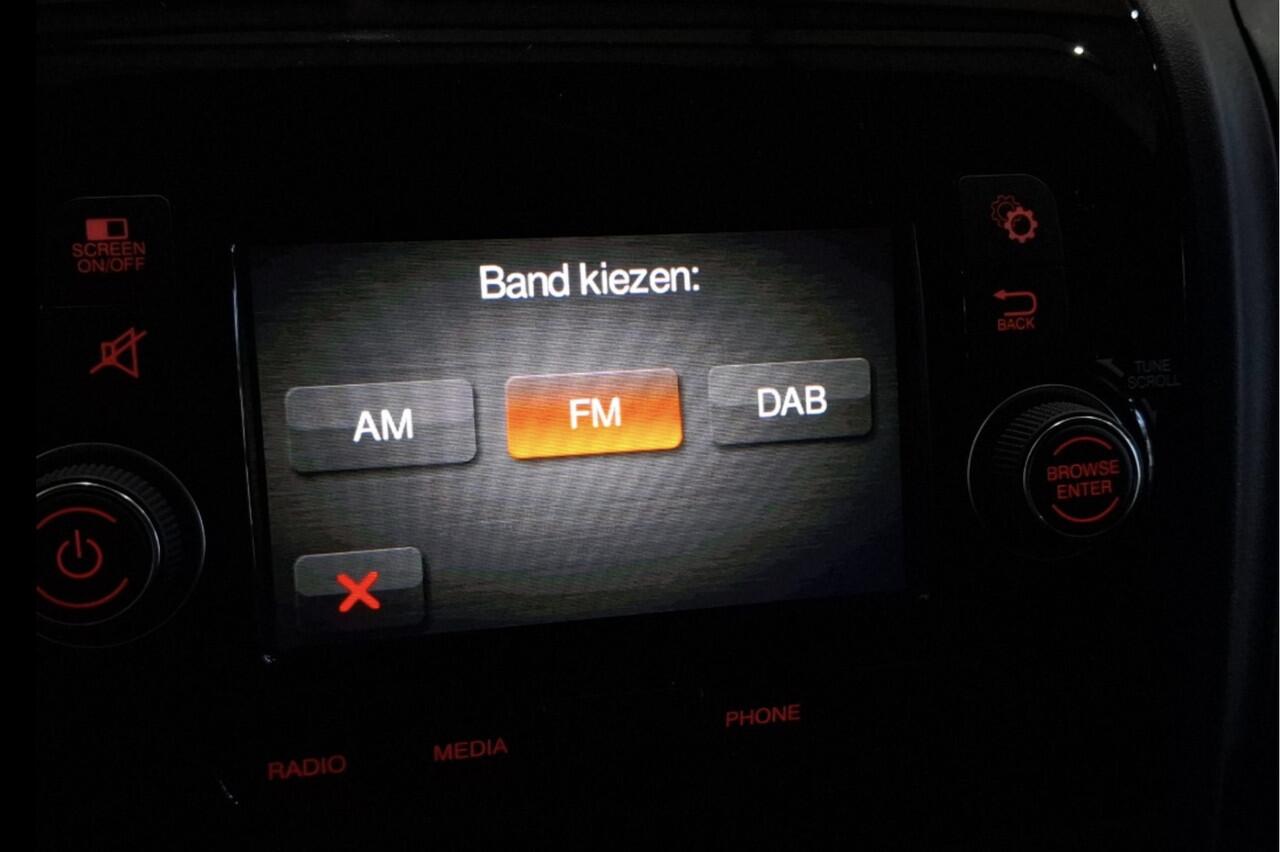 SCREEN
ON/OFF
Band kiezen:
BACK
TUNE
SCROLL
AM
FM
DAB
BROWSE
ENTER
RADIO
MEDIA
PHONE